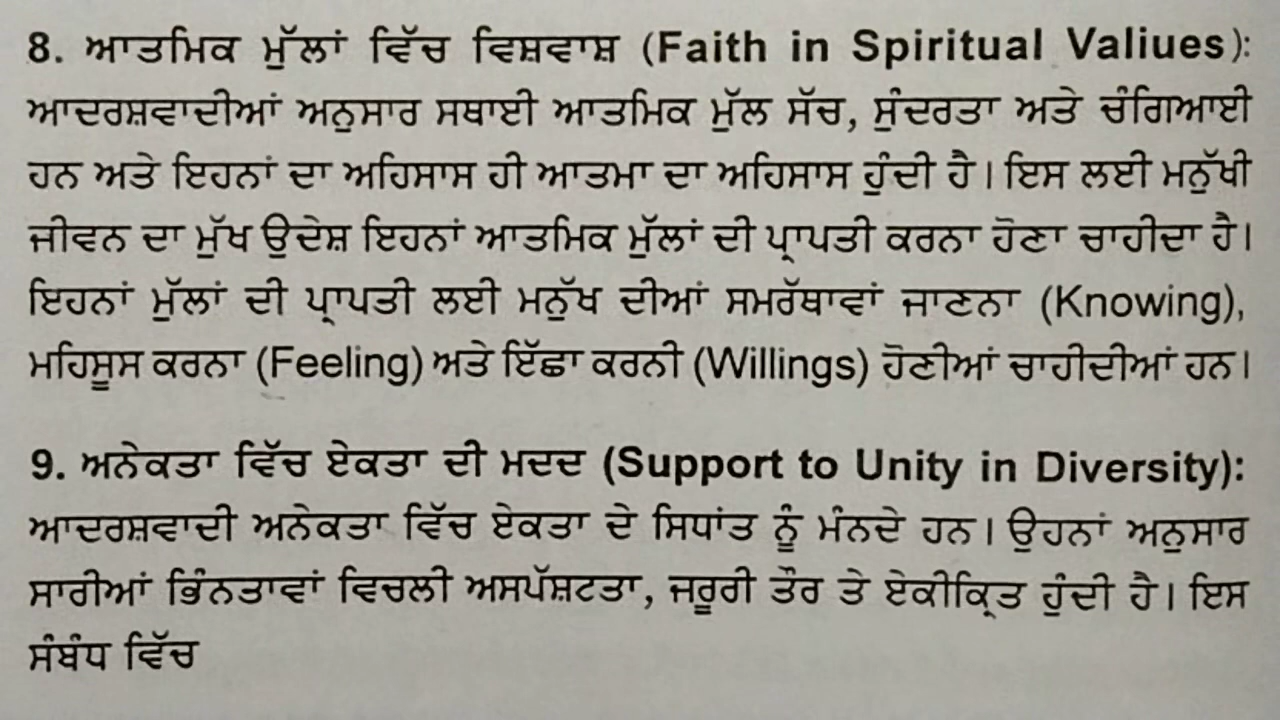 8. ਆਤਮਿਕ ਮੁੱਲਾਂ ਵਿੱਚ ਵਿਸ਼ਵਾਸ਼ (Faith in Spiritual Valiues):
ਆਦਰਸ਼ਵਾਦੀਆਂ ਅਨੁਸਾਰ ਸਥਾਈ ਆਤਮਿਕ ਮੁੱਲ ਸੱਚ, ਸੁੰਦਰਤਾ ਅਤੇ ਚੰਗਿਆਈ
ਹਨ ਅਤੇ ਇਹਨਾਂ ਦਾ ਅਹਿਸਾਸ ਹੀ ਆਤਮਾ ਦਾ ਅਹਿਸਾਸ ਹੁੰਦੀ ਹੈ। ਇਸ ਲਈ ਮਨੁੱਖੀ
ਜੀਵਨ ਦਾ ਮੁੱਖ ਉਦੇਸ਼ ਇਹਨਾਂ ਆਤਮਿਕ ਮੁੱਲਾਂ ਦੀ ਪ੍ਰਾਪਤੀ ਕਰਨਾ ਹੋਣਾ ਚਾਹੀਦਾ ਹੈ।
ਇਹਨਾਂ ਮੁੱਲਾਂ ਦੀ ਪ੍ਰਾਪਤੀ ਲਈ ਮਨੁੱਖ ਦੀਆਂ ਸਮਰੱਥਾਵਾਂ ਜਾਣਨਾ (Knowing),
ਮਹਿਸੂਸ ਕਰਨਾ (Feeling) ਅਤੇ ਇੱਛਾ ਕਰਨੀ (Willings) ਹੋਣੀਆਂ ਚਾਹੀਦੀਆਂ ਹਨ।
9. ਅਨੇਕਤਾ ਵਿੱਚ ਏਕਤਾ ਦੀ ਮਦਦ (Support to Unity in Diversity):
ਆਦਰਸ਼ਵਾਦੀ ਅਨੇਕਤਾ ਵਿੱਚ ਏਕਤਾ ਦੇ ਸਿਧਾਂਤ ਨੂੰ ਮੰਨਦੇ ਹਨ। ਉਹਨਾਂ ਅਨੁਸਾਰ
ਸਾਰੀਆਂ ਭਿੰਨਤਾਵਾਂ ਵਿਚਲੀ ਅਸਪੱਸ਼ਟਤਾ, ਜਰੂਰੀ ਤੌਰ ਤੇ ਏਕੀਕ੍ਰਿਤ ਹੁੰਦੀ ਹੈ। ਇਸ
ਸੰਬੰਧ ਵਿੱਚ